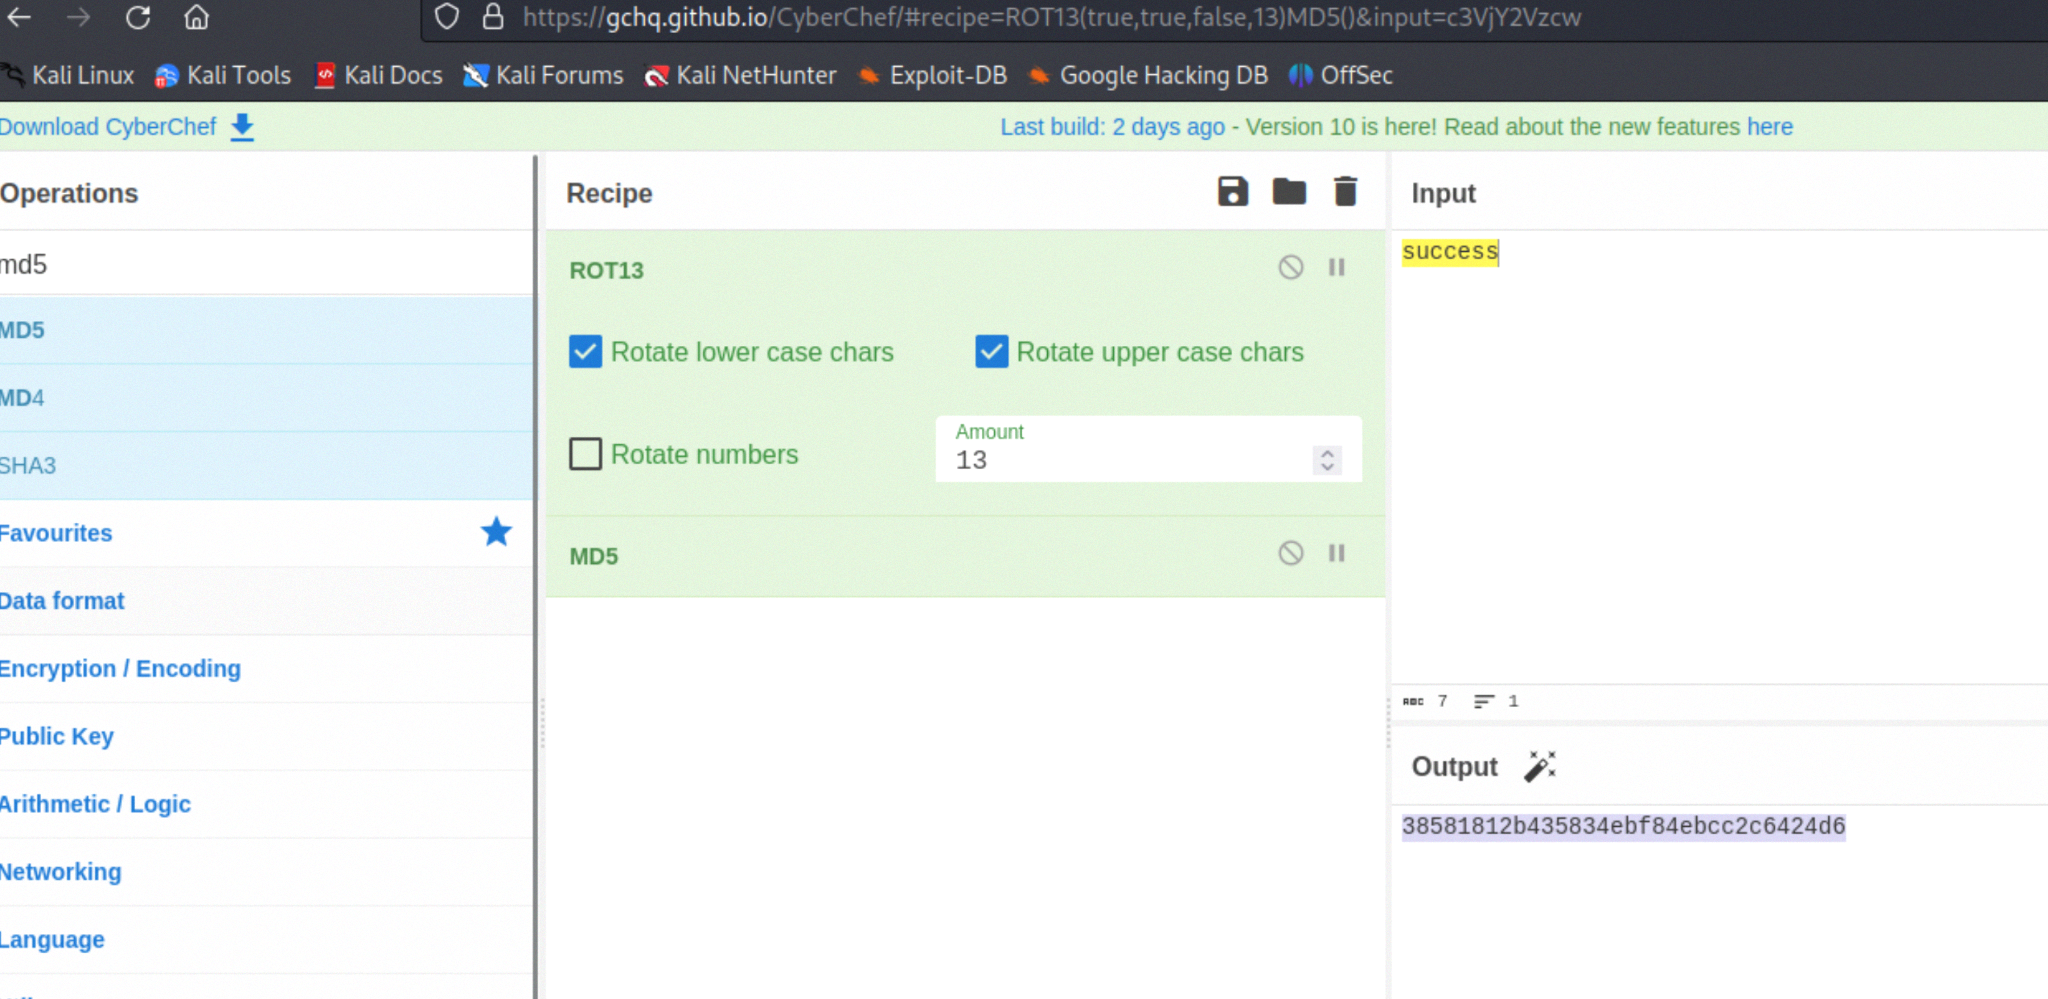 https://gchq.github.io/CyberChef/#recipe=ROT13(true,true,false,13)MD5()&input=c3VjY2Vzcw
Kali Linux Kali Tools Kali Docs Kali Forums Kali NetHunter Exploit-DB Google Hacking DB OffSec
Download CyberChef
Last build: 2 days ago - Version 10 is here! Read about the new features here
Operations
md5
MD5
MD4
SHA3
Favourites
Data format
Encryption / Encoding
Public Key
Arithmetic / Logic
Networking
Language
Recipe
ROT13
Rotate lower case chars
Rotate upper case chars
Rotate numbers
Amount
13
MD5
Input
success
ABC 7 1
Output
38581812b435834ebf84ebcc2c6424d6